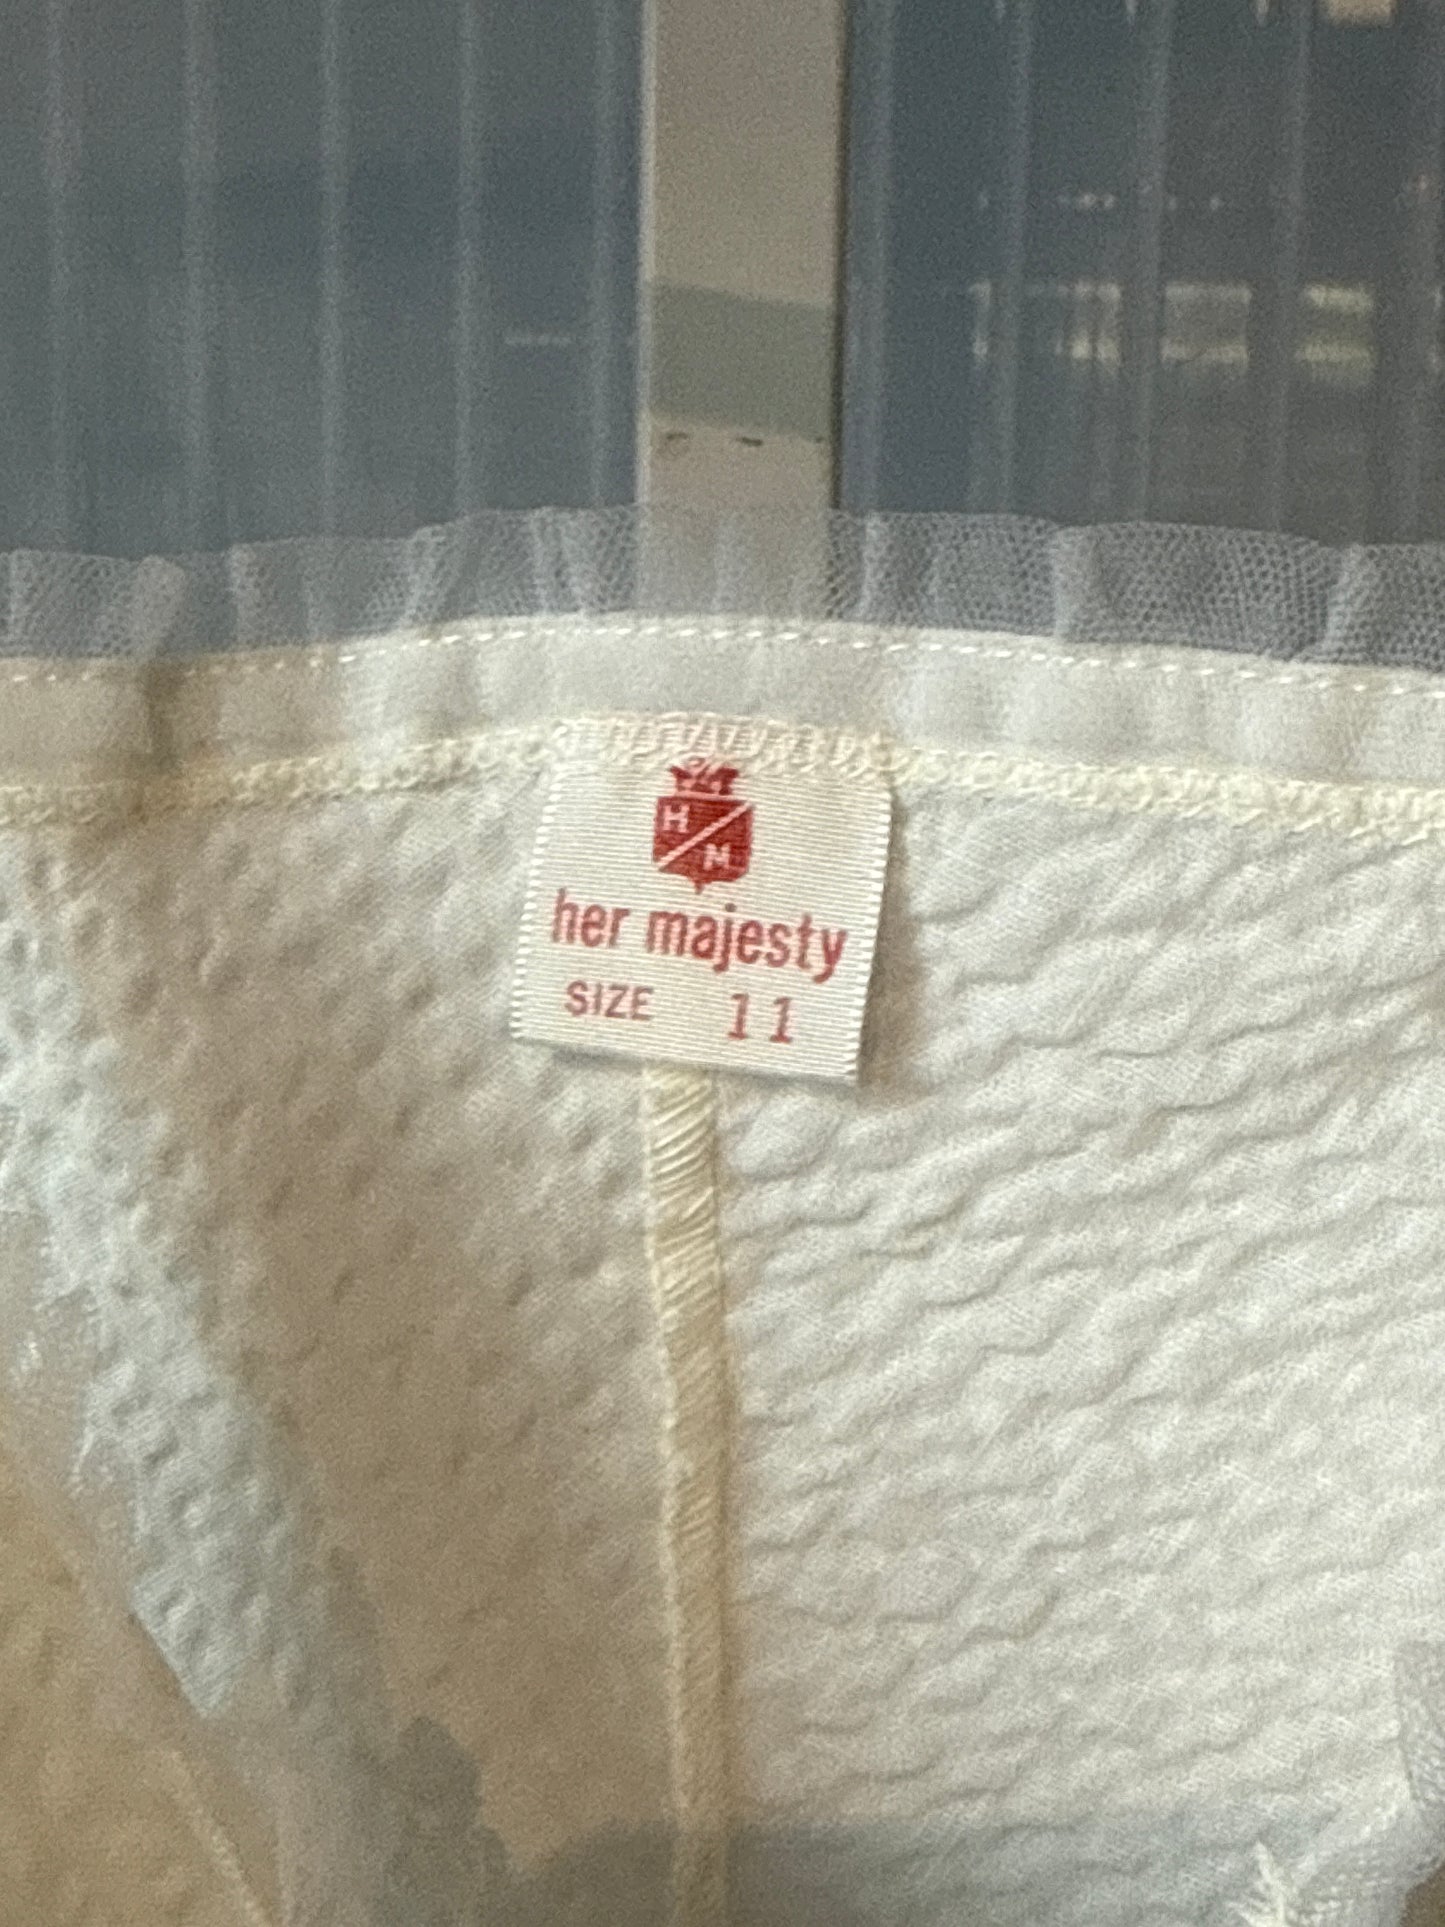 H
M
her majesty
SIZE 11